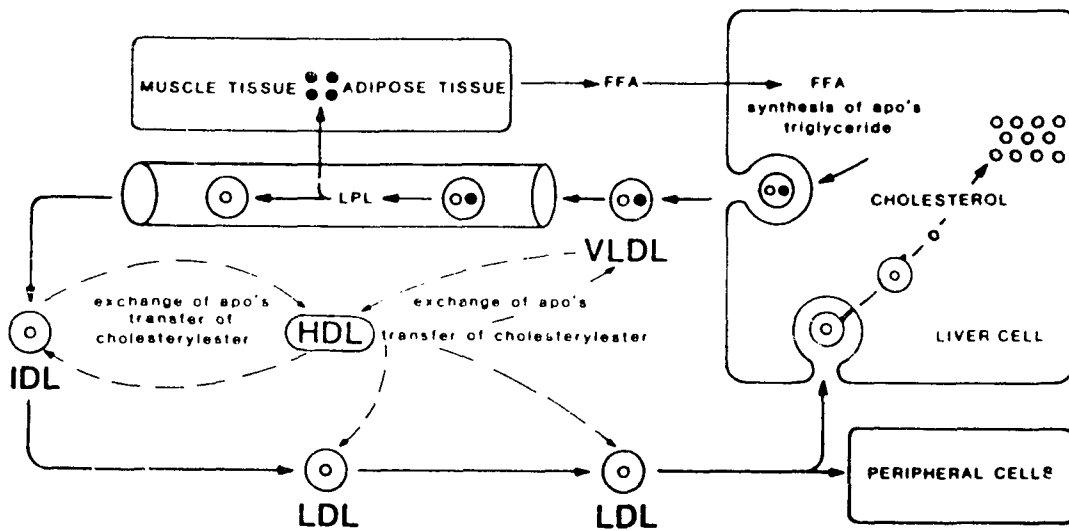 MUSCLE TISSUE
ADIPOSE TISSUE
FFA
FFA
synthesis of apo's
triglyceride
LPL
VLDL
CHOLESTEROL
LIVER CELL
exchange of apo's
transfer of
cholesterylester
HDL
exchange of apo's
transfer of cholesterylester
IDL
LDL
LDL
PERIPHERAL CELLS